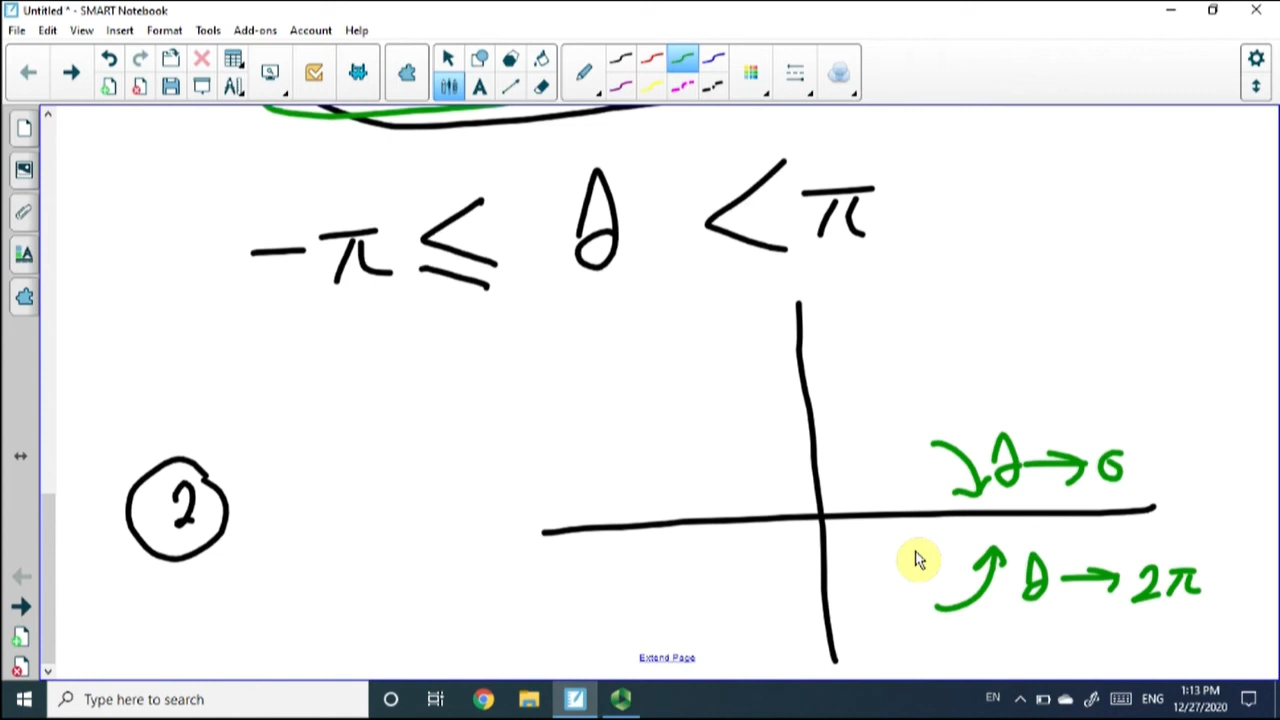 Untitled * - SMART Notebook
File Edit View Insert Format Tools Add-ons Account Help
-π ≤ θ < π
θ → 0
2
θ → 2π
Extend Page
Type here to search
EN
ENG
1:13 PM
12/27/2020